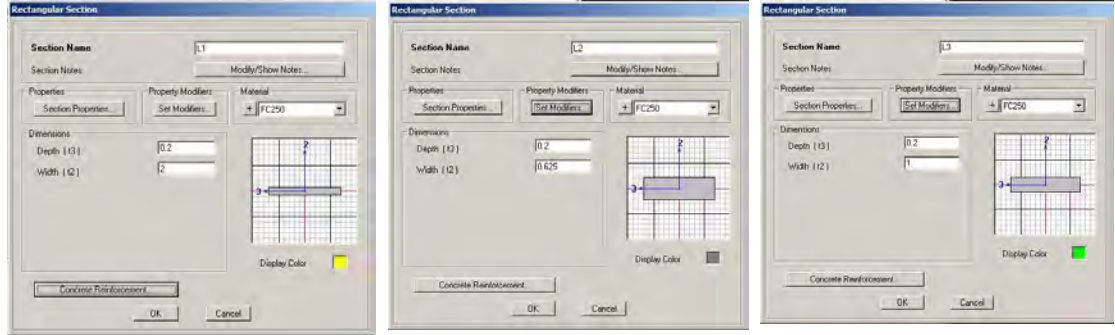 Rectangular Section
Section Name L1
Section Notes Modify/Show Notes...
Properties Property Modifiers Material
Section Properties... Set Modifiers... + FC250
Dimensions
Depth ( t3 ) 0.2
Width ( t2 ) 2
2
3
Display Color
Concrete Reinforcement...
OK Cancel
Rectangular Section
Section Name L2
Section Notes Modify/Show Notes...
Properties Property Modifiers Material
Section Properties... Set Modifiers... + FC250
Dimensions
Depth ( t3 ) 0.2
Width ( t2 ) 0.625
2
3
Display Color
Concrete Reinforcement...
OK Cancel
Rectangular Section
Section Name L3
Section Notes Modify/Show Notes...
Properties Property Modifiers Material
Section Properties... Set Modifiers... + FC250
Dimensions
Depth ( t3 ) 0.2
Width ( t2 ) 1
2
3
Display Color
Concrete Reinforcement...
OK Cancel